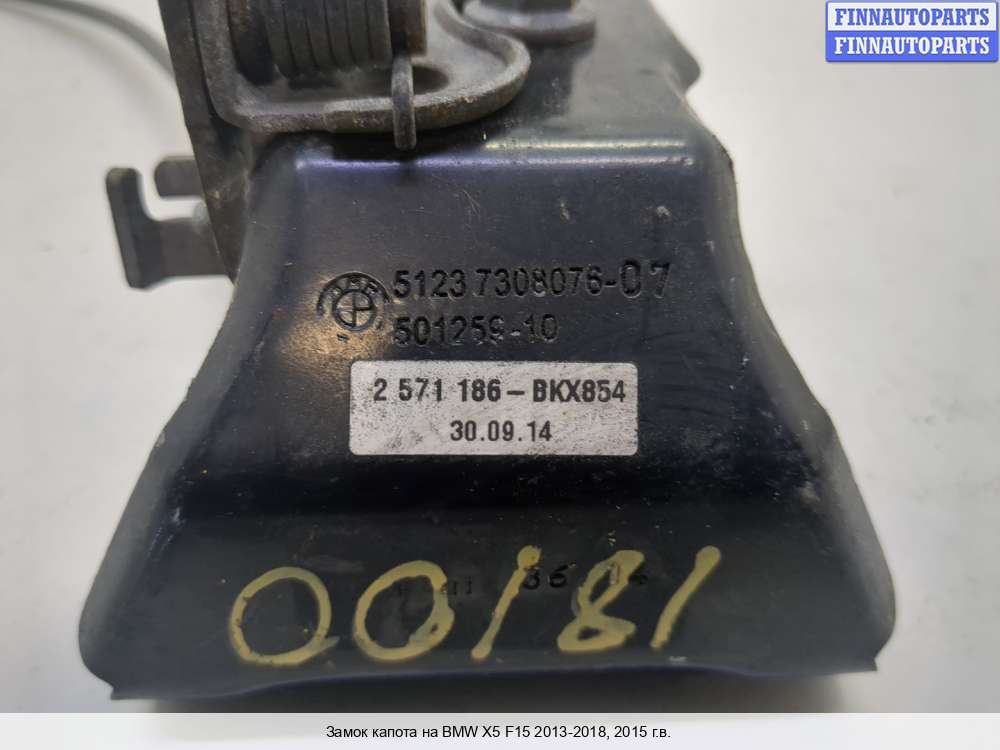 FINNAUTOPARTS
FINNAUTOPARTS
BMW 5123 7308076-07
501259-10
2 571 186 - BKX854
30.09.14
00181
Замок капота на BMW X5 F15 2013-2018, 2015 г.в.